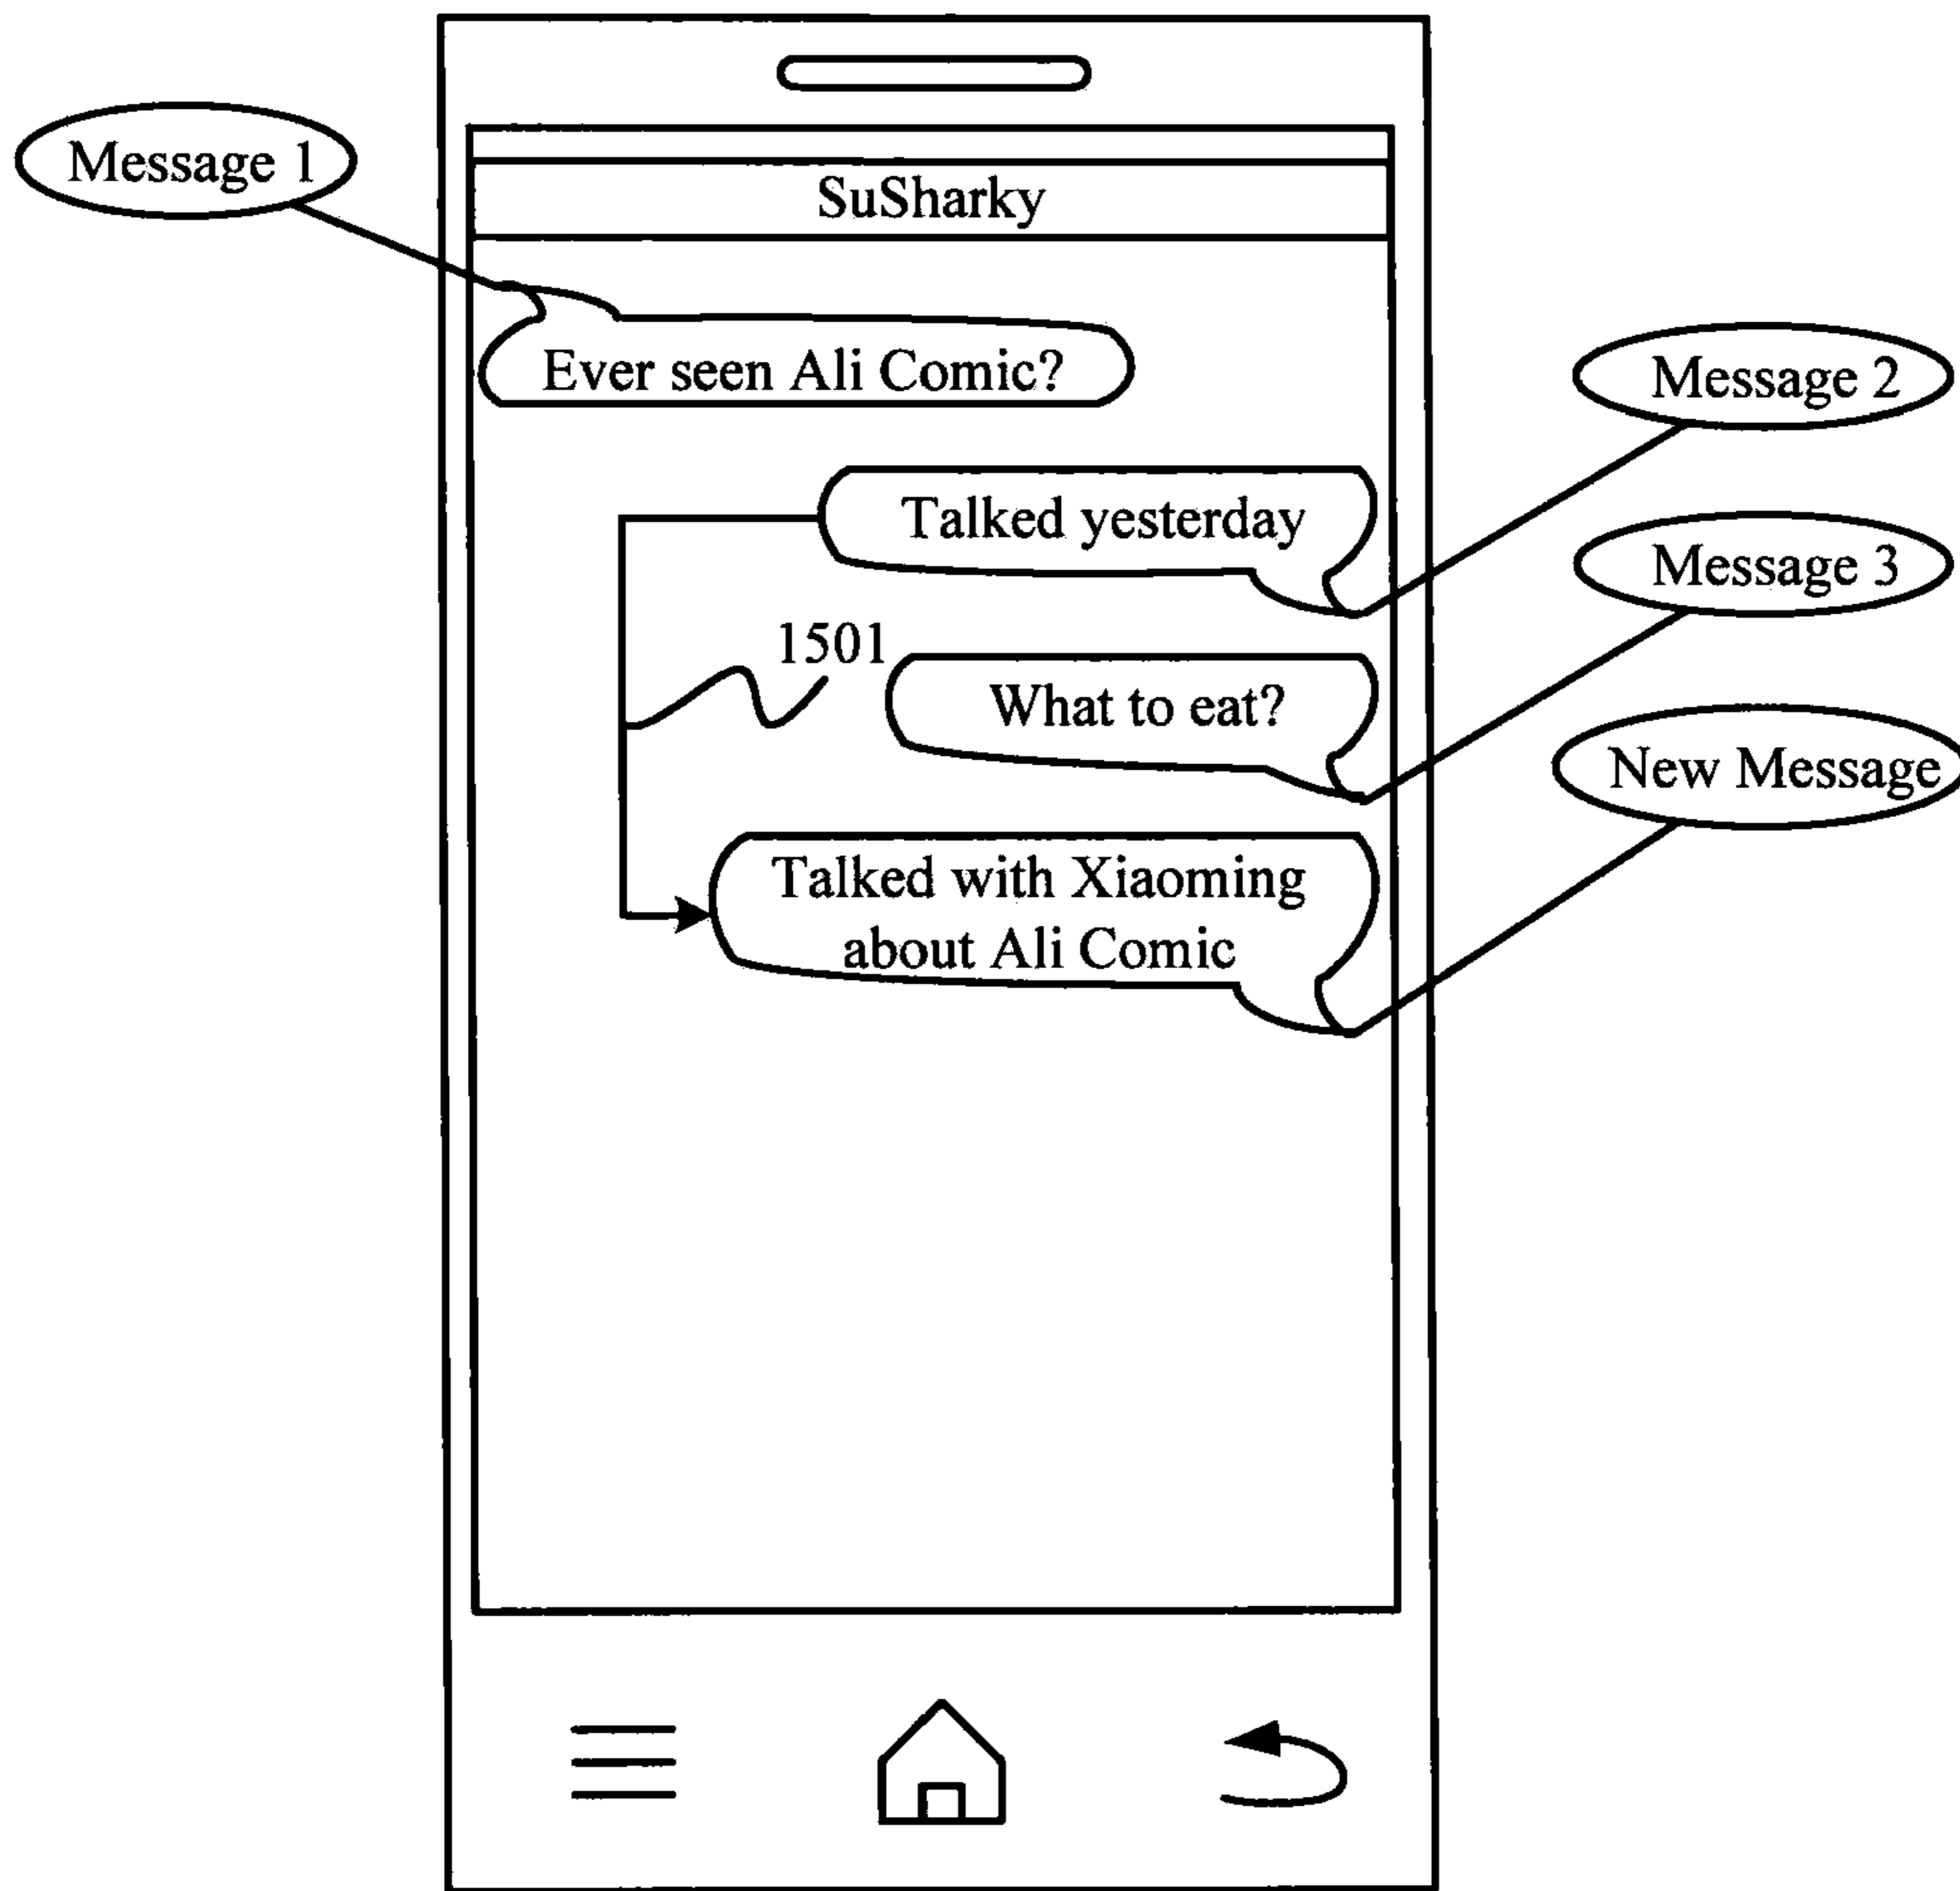 Message 1
SuSharky
Ever seen Ali Comic?
Message 2
Talked yesterday
Message 3
1501
What to eat?
New Message
Talked with Xiaoming
about Ali Comic